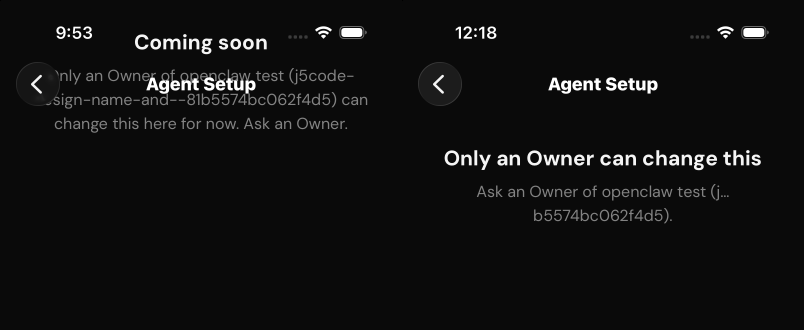 9:53
Coming soon
only an Owner of openclaw test (j5code-
sign-name-and--81b5574bc062f4d5) can
change this here for now. Ask an Owner.
Agent Setup
12:18
Agent Setup
Only an Owner can change this
Ask an Owner of openclaw test (j…
b5574bc062f4d5).